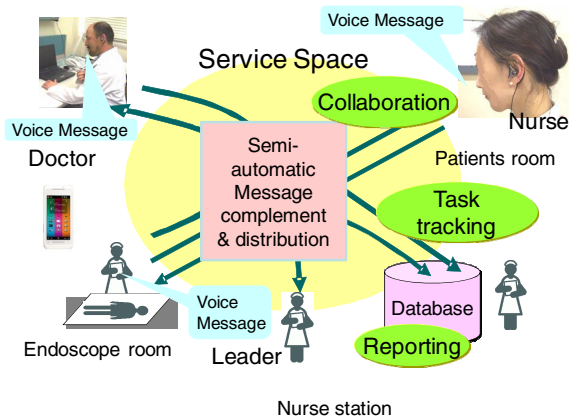 Voice Message
Service Space
Collaboration
Nurse
Voice Message
Doctor
Semi-
automatic
Message
complement
& distribution
Patients room
Task
tracking
Voice
Message
Database
Endoscope room
Leader
Reporting
Nurse station